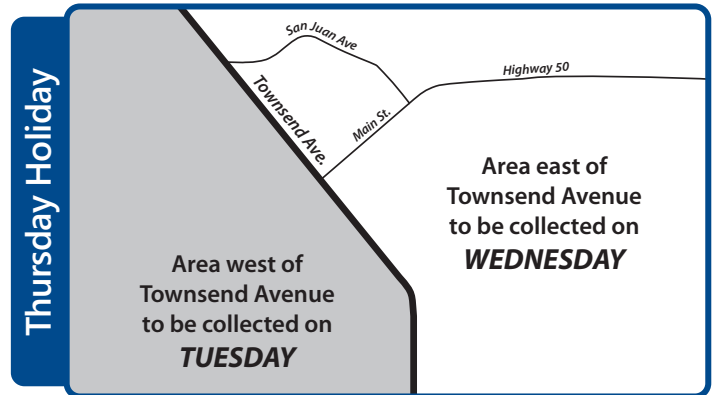 Thursday Holiday
San Juan Ave
Highway 50
Townsend Ave.
Main St.
Area east of
Townsend Avenue
to be collected on
WEDNESDAY
Area west of
Townsend Avenue
to be collected on
TUESDAY